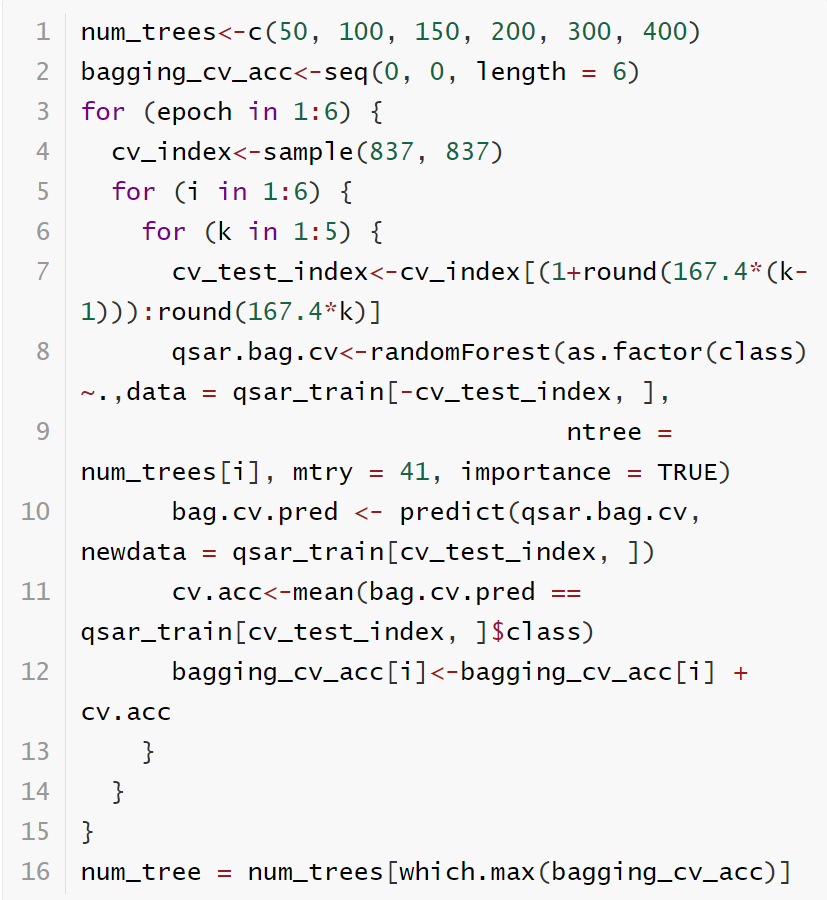 1 num_trees<-c(50, 100, 150, 200, 300, 400)
2 bagging_cv_acc<-seq(0, 0, length = 6)
3 for (epoch in 1:6) {
4   cv_index<-sample(837, 837)
5   for (i in 1:6) {
6     for (k in 1:5) {
7       cv_test_index<-cv_index[(1+round(167.4*(k-
1))):round(167.4*k)]
8       qsar.bag.cv<-randomForest(as.factor(class)
~.,data = qsar_train[-cv_test_index, ],
9                                 ntree =
num_trees[i], mtry = 41, importance = TRUE)
10       bag.cv.pred <- predict(qsar.bag.cv,
newdata = qsar_train[cv_test_index, ])
11       cv.acc<-mean(bag.cv.pred ==
qsar_train[cv_test_index, ]$class)
12       bagging_cv_acc[i]<-bagging_cv_acc[i] +
cv.acc
13     }
14   }
15 }
16 num_tree = num_trees[which.max(bagging_cv_acc)]